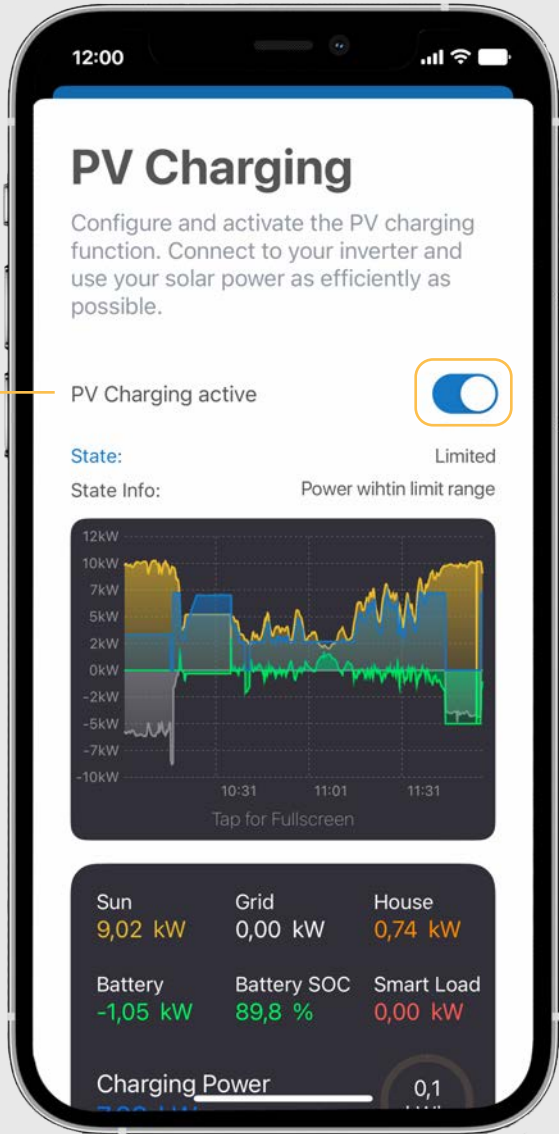 12:00
PV Charging
Configure and activate the PV charging
function. Connect to your inverter and
use your solar power as efficiently as
possible.
PV Charging active
State: Limited
State Info: Power wihtin limit range
12kW
10kW
7kW
5kW
2kW
0kW
-2kW
-5kW
-7kW
-10kW
10:31 11:01 11:31
Tap for Fullscreen
Sun Grid House
9,02 kW 0,00 kW 0,74 kW
Battery Battery SOC Smart Load
-1,05 kW 89,8 % 0,00 kW
Charging Power 0,1